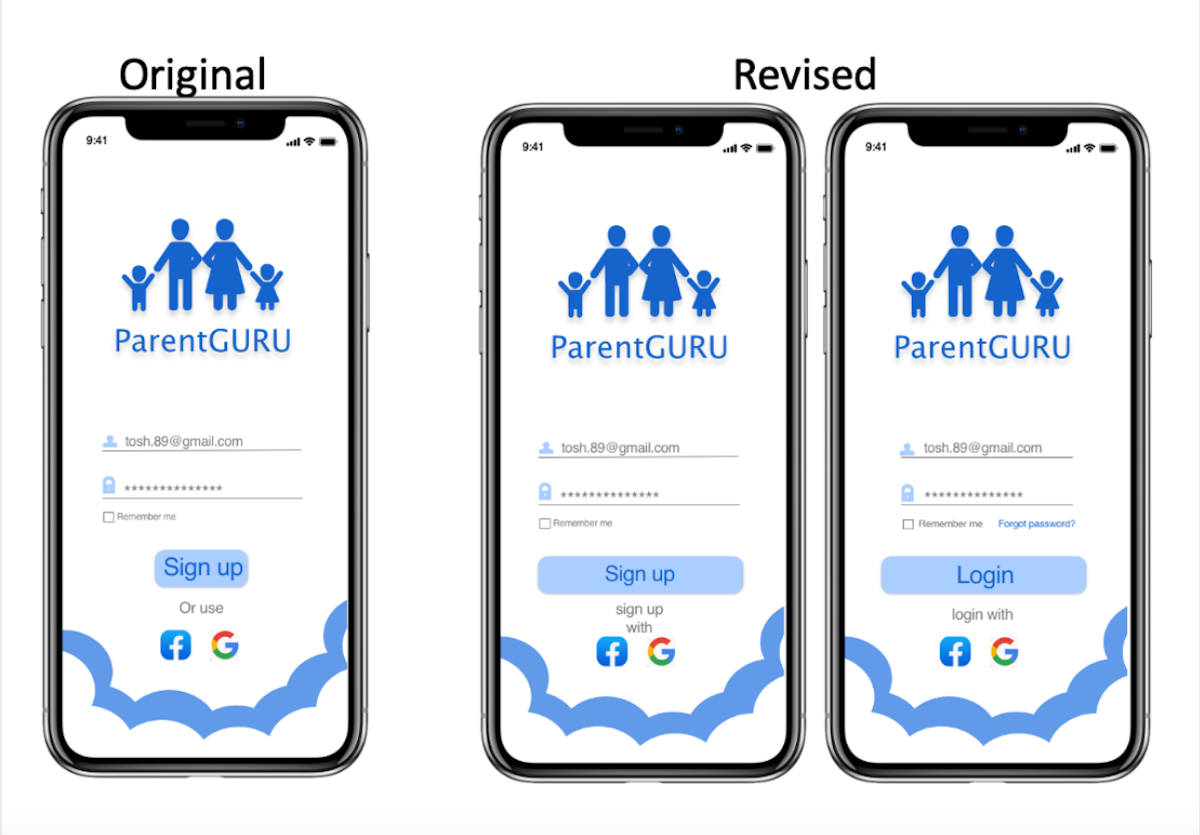 Original
9:41
ParentGURU
tosh.89@gmail.com
**************
Remember me
Sign up
Or use
Revised
9:41
ParentGURU
tosh.89@gmail.com
**************
Remember me
Sign up
sign up
with
9:41
ParentGURU
tosh.89@gmail.com
**************
Remember me Forgot password?
Login
login with